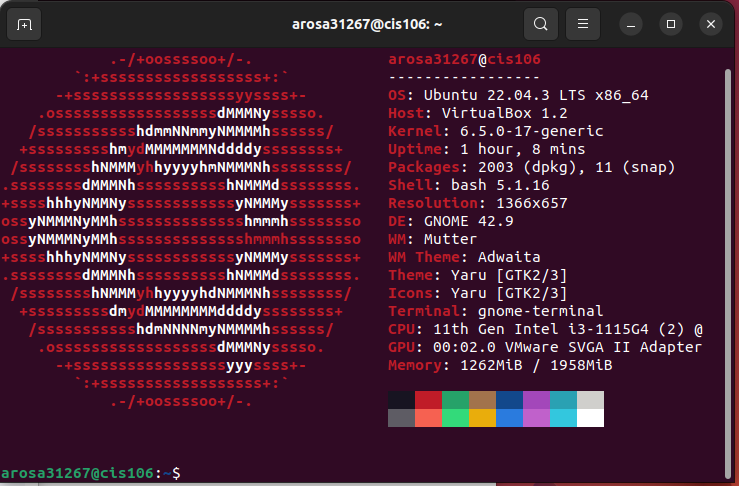 arosa31267@cis106: ~
.-/+oossssoo+/-.
`:+ssssssssssssssssss+:`
-+ssssssssssssssssssyyssss+-
.ossssssssssssssssssdMMMNysssso.
/ssssssssssshdmmNNmmyNMMMMhssssss/
+ssssssssshmydMMMMMMMNddddyssssssss+
/sssssssshNMMMyhhyyyyhmNMMMNhssssssss/
.ssssssssdMMMNhsssssssssshNMMMdssssssss.
+sssshhhyNMMNyssssssssssssyNMMMysssssss+
ossyNMMMNyMMhsssssssssssssshmmmhssssssso
ossyNMMMNyMMhsssssssssssssshmmmhssssssso
+sssshhhyNMMNyssssssssssssyNMMMysssssss+
.ssssssssdMMMNhsssssssssshNMMMdssssssss.
/sssssssshNMMMyhhyyyyhdNMMMNhssssssss/
+sssssssssdmydMMMMMMMMddddyssssssss+
/ssssssssssshdmNNNNmyNMMMMhssssss/
.ossssssssssssssssssdMMMNysssso.
-+sssssssssssssssssyyyssss+-
`:+ssssssssssssssssss+:`
.-/+oossssoo+/-.
arosa31267@cis106
-----------------
OS: Ubuntu 22.04.3 LTS x86_64
Host: VirtualBox 1.2
Kernel: 6.5.0-17-generic
Uptime: 1 hour, 8 mins
Packages: 2003 (dpkg), 11 (snap)
Shell: bash 5.1.16
Resolution: 1366x657
DE: GNOME 42.9
WM: Mutter
WM Theme: Adwaita
Theme: Yaru [GTK2/3]
Icons: Yaru [GTK2/3]
Terminal: gnome-terminal
CPU: 11th Gen Intel i3-1115G4 (2) @
GPU: 00:02.0 VMware SVGA II Adapter
Memory: 1262MiB / 1958MiB
arosa31267@cis106:~$